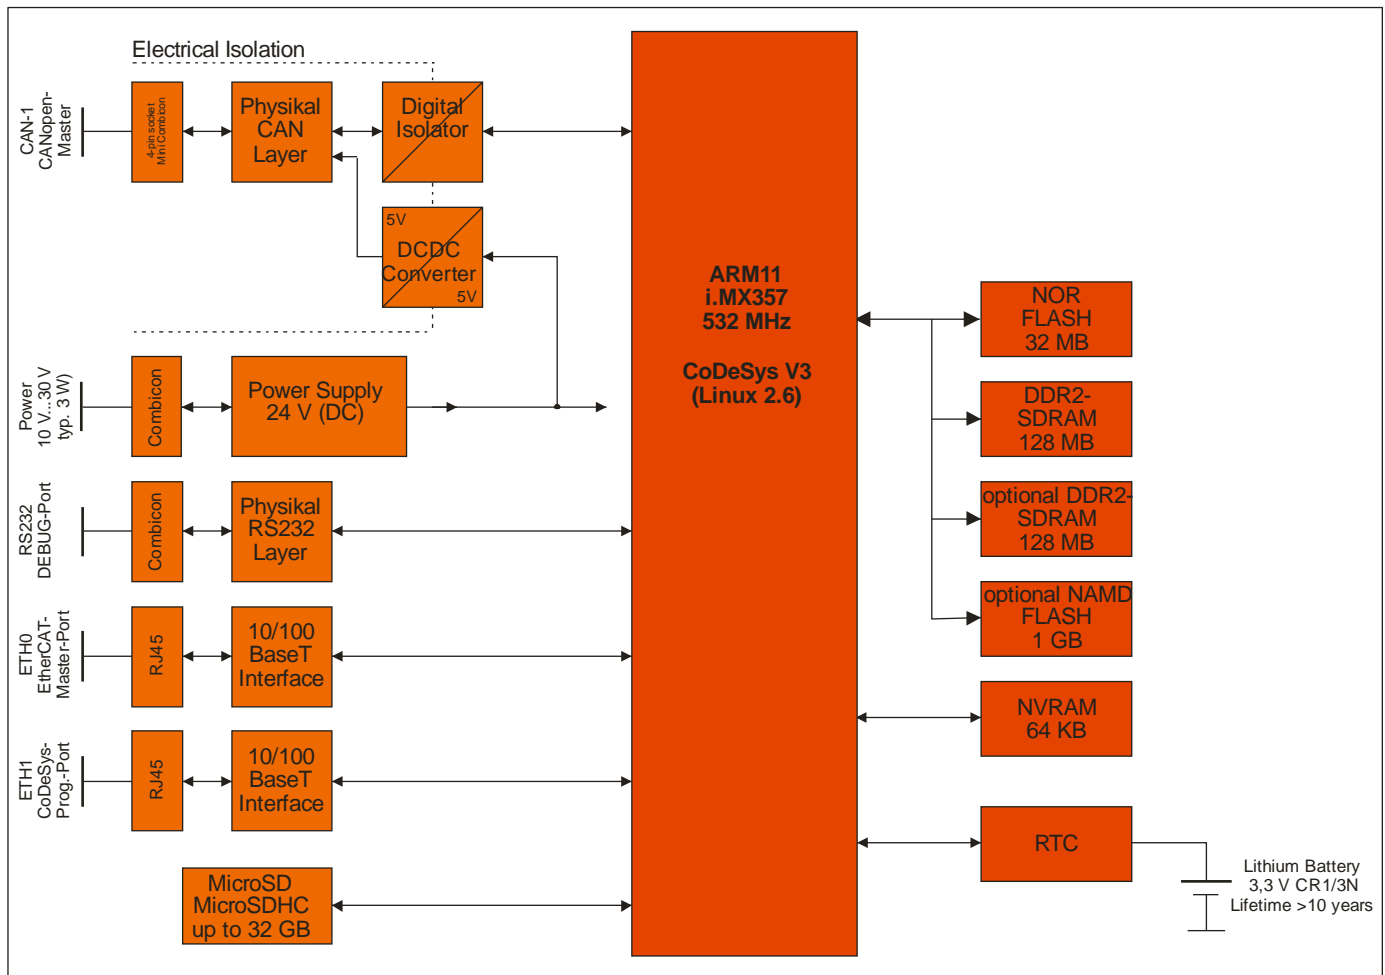 Electrical Isolation
CAN-1
CANopen-
Master
4-pin socket
Mini Combicon
Physikal
CAN
Layer
Digital
Isolator
5V
DCDC
Converter
5V
Power
10 V...30 V
typ. 3 W)
Combicon
Power Supply
24 V (DC)
RS232
DEBUG-Port
Combicon
Physikal
RS232
Layer
ETH0
EtherCAT-
Master-Port
RJ45
10/100
BaseT
Interface
ETH1
CoDeSys-
Prog.-Port
RJ45
10/100
BaseT
Interface
MicroSD
MicroSDHC
up to 32 GB
ARM11
i.MX357
532 MHz
CoDeSys V3
(Linux 2.6)
NOR
FLASH
32 MB
DDR2-
SDRAM
128 MB
optional DDR2-
SDRAM
128 MB
optional NAMD
FLASH
1 GB
NVRAM
64 KB
RTC
Lithium Battery
3,3 V CR1/3N
Lifetime >10 years